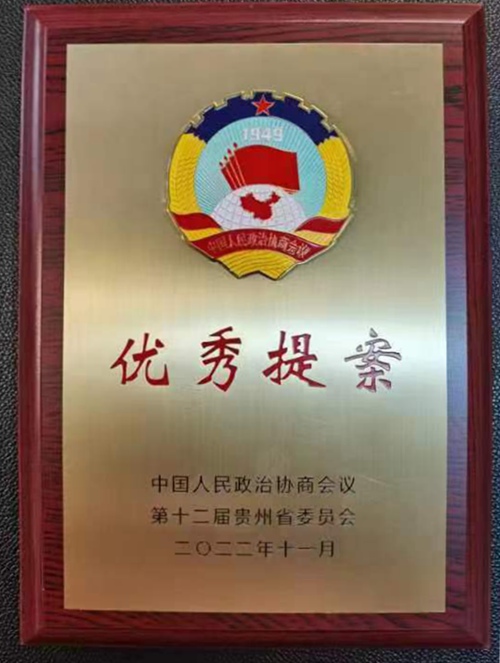 1949
中国人民政治协商会议
优秀提案
中国人民政治协商会议
第十二届贵州省委员会
二〇二二年十一月